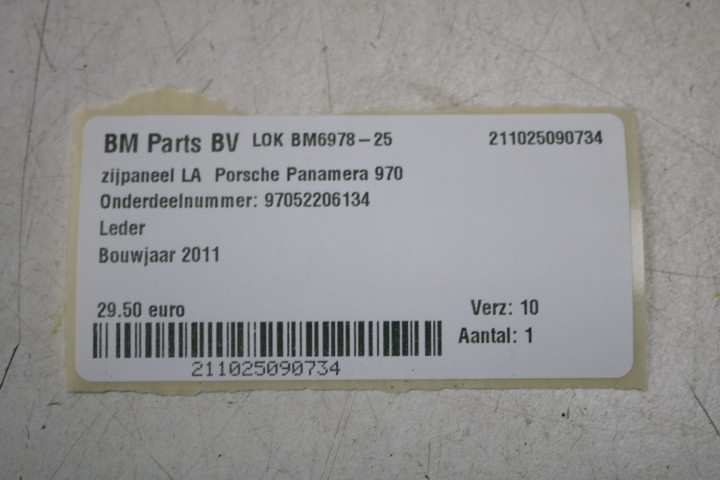 BM Parts BV LOK BM6978-25 211025090734
zijpaneel LA Porsche Panamera 970
Onderdeelnummer: 97052206134
Leder
Bouwjaar 2011
29.50 euro Verz: 10
Aantal: 1
211025090734